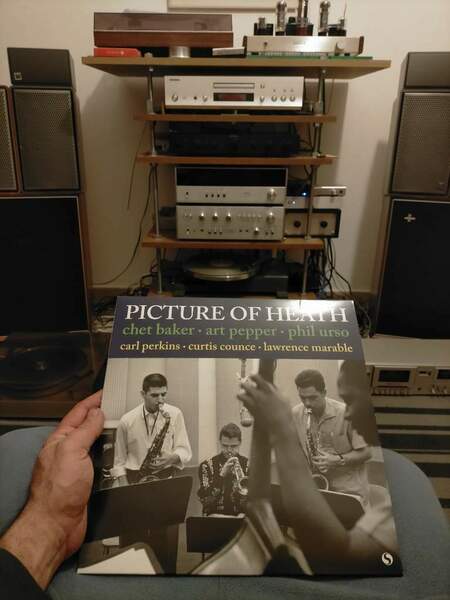 PICTURE OF HEATH
chet baker · art pepper · phil urso
carl perkins · curtis counce · lawrence marable
S